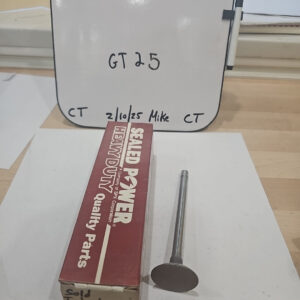 GT 25
CT 2/10/25 Mike CT
SEALED POWER
HEAVY DUTY Quality Parts